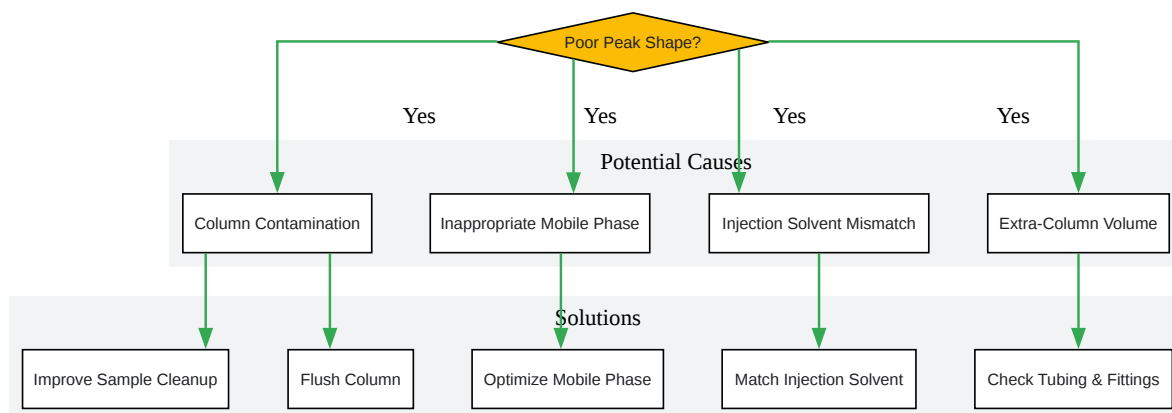 Poor Peak Shape?
Yes
Yes
Yes
Yes
Potential Causes
Column Contamination
Inappropriate Mobile Phase
Injection Solvent Mismatch
Extra-Column Volume
Solutions
Improve Sample Cleanup
Flush Column
Optimize Mobile Phase
Match Injection Solvent
Check Tubing & Fittings